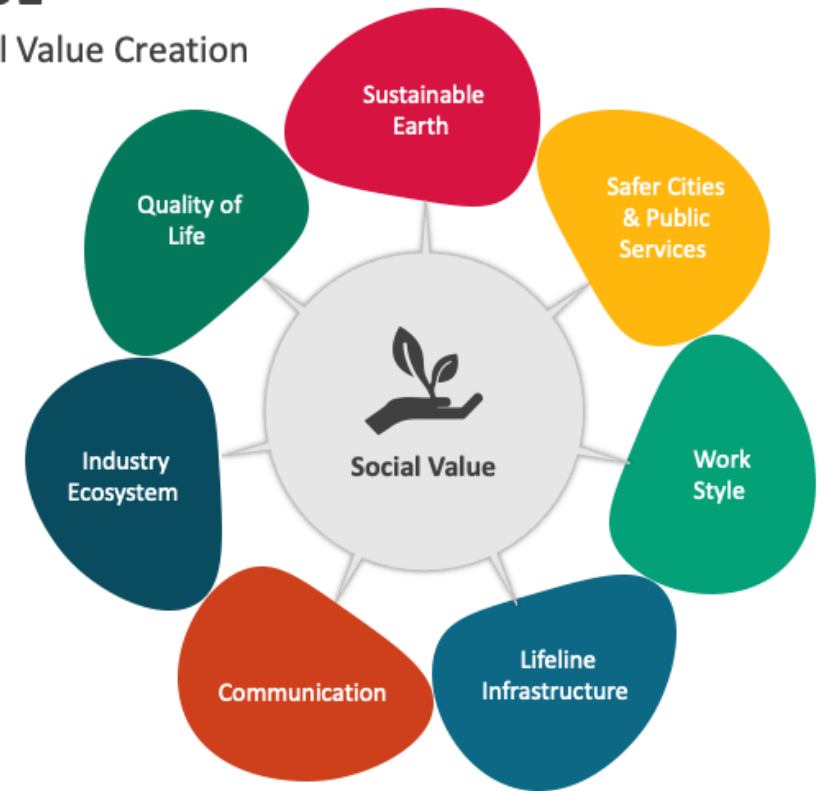 Value Creation
Sustainable
Earth
Safer Cities
& Public
Services
Quality of
Life
Work
Style
Social Value
Industry
Ecosystem
Lifeline
Infrastructure
Communication